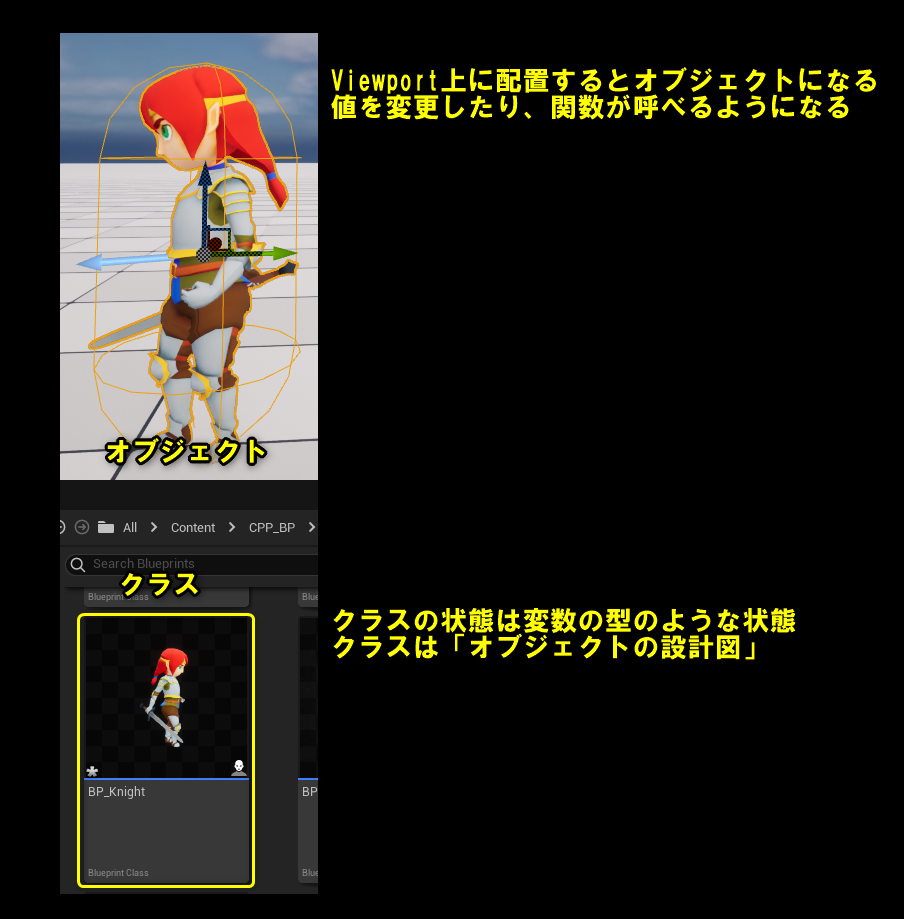 Viewport上に配置するとオブジェクトになる
値を変更したり、関数が呼べるようになる
オブジェクト
All > Content > CPP_BP >
Search Blueprints
クラス
Blueprint Class
Blue
クラスの状態は変数の型のような状態
クラスは「オブジェクトの設計図」
BP_Knight
BP
Blueprint Class
Blue